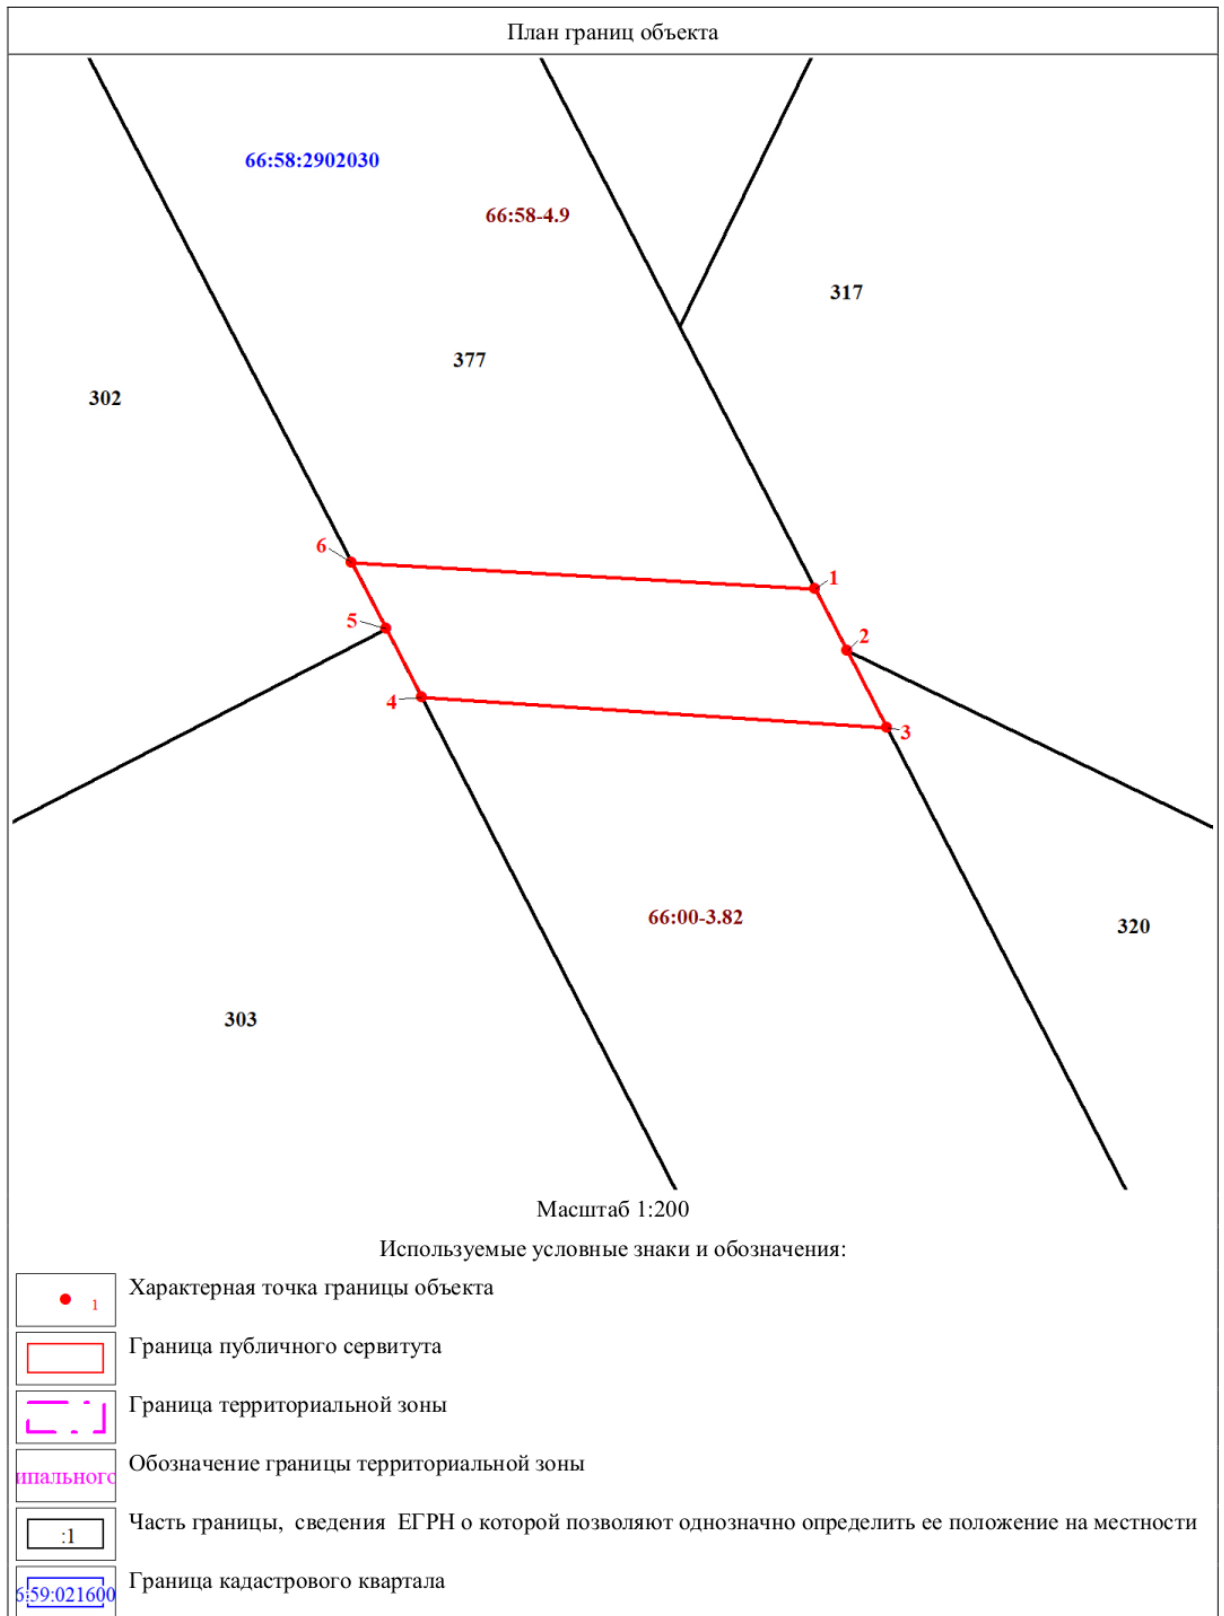 План границ объекта
66:58:2902030
66:58-4.9
317
377
302
6
1
5
2
4
3
66:00-3.82
320
303
Масштаб 1:200
Используемые условные знаки и обозначения:
1 Характерная точка границы объекта
Граница публичного сервитута
Граница территориальной зоны
ипального Обозначение границы территориальной зоны
:1 Часть границы, сведения ЕГРН о которой позволяют однозначно определить ее положение на местности
6:59:021600 Граница кадастрового квартала